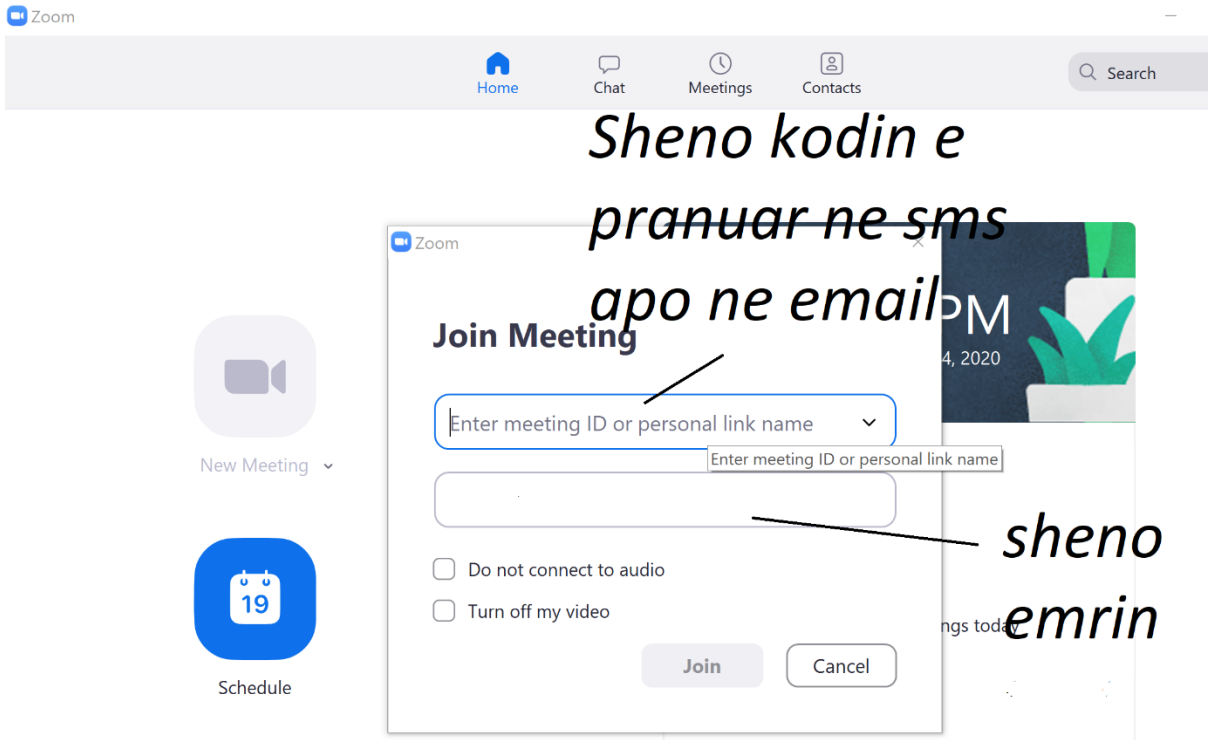 Zoom
Home
Chat
Meetings
Contacts
Search
Sheno kodin e
pranuar ne sms
apo ne email
Zoom
PM
4, 2020
Join Meeting
Enter meeting ID or personal link name
Enter meeting ID or personal link name
New Meeting
sheno
emrin
Do not connect to audio
Turn off my video
ngs today
19
Join
Cancel
Schedule